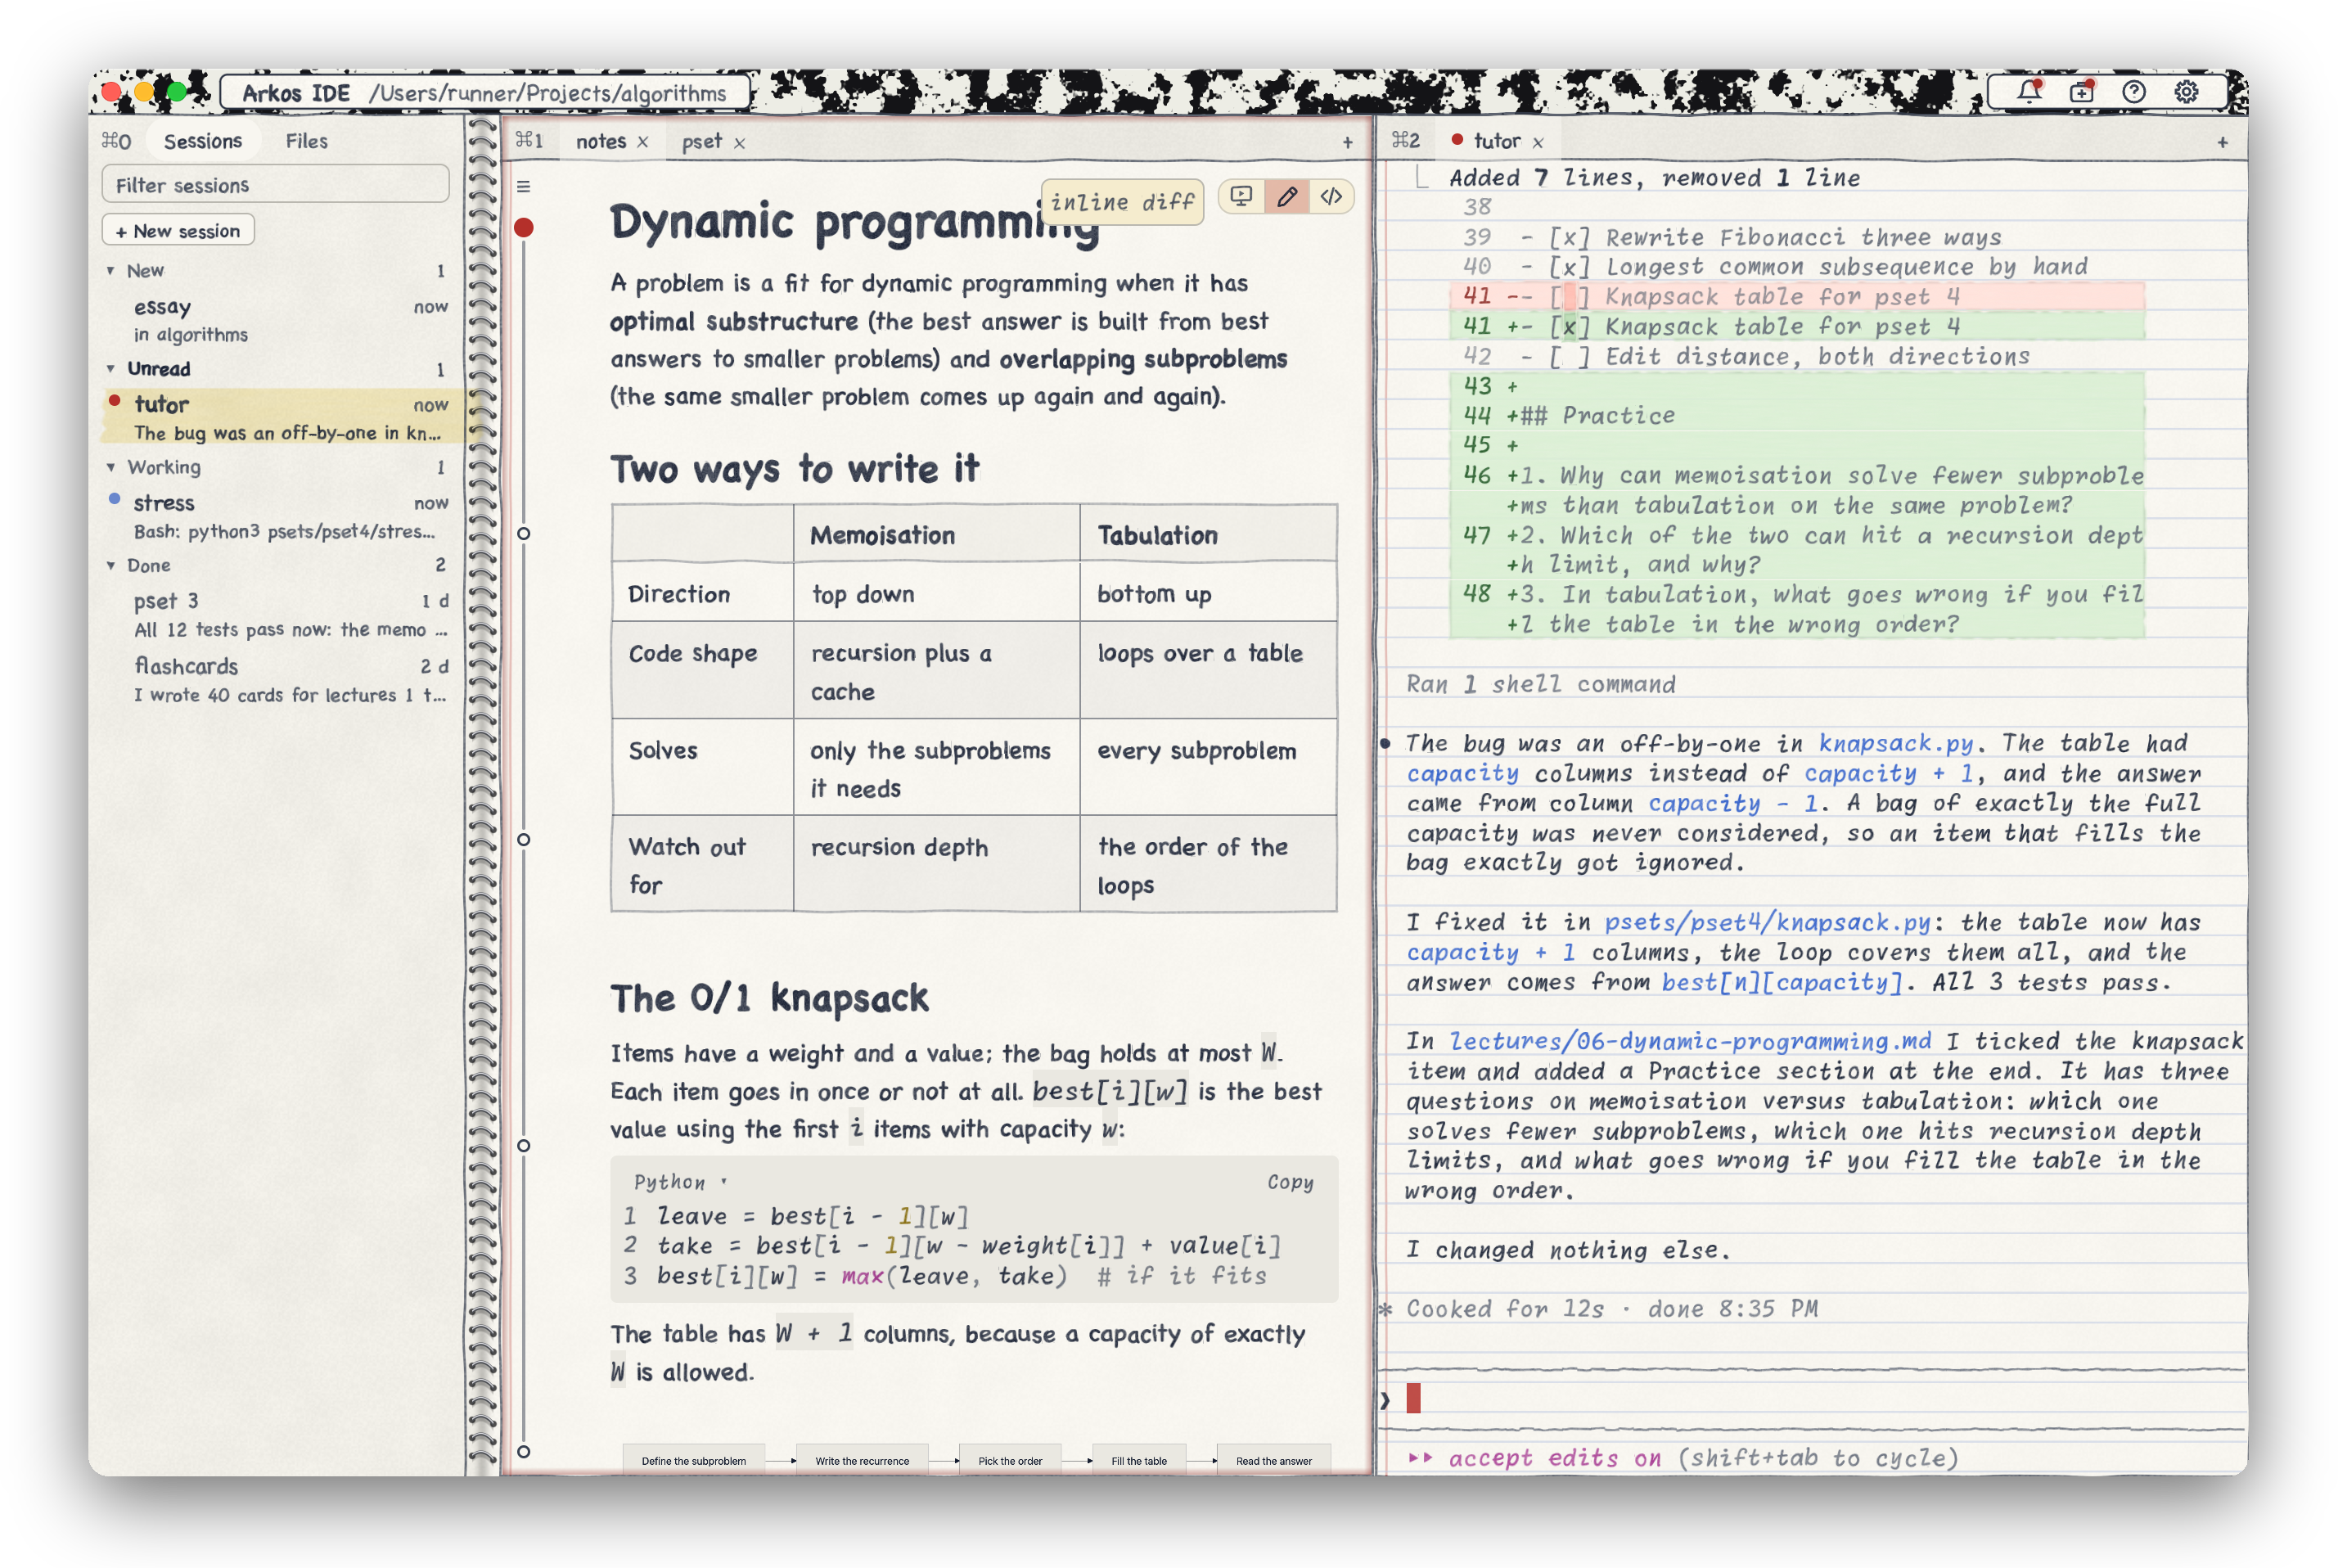 Arkos IDE /Users/runner/Projects/algorithms
⌘0 Sessions Files
Filter sessions
+ New session
▾ New 1
essay now
in algorithms
▾ Unread 1
tutor now
The bug was an off-by-one in kn...
▾ Working 1
stress now
Bash: python3 psets/pset4/stres...
▾ Done 2
pset 3 1 d
All 12 tests pass now: the memo ...
flashcards 2 d
I wrote 40 cards for lectures 1 t...
⌘1 notes × pset × +
inline diff </>
Dynamic programming
A problem is a fit for dynamic programming when it has
optimal substructure (the best answer is built from best
answers to smaller problems) and overlapping subproblems
(the same smaller problem comes up again and again).
Two ways to write it
Memoisation Tabulation
Direction top down bottom up
Code shape recursion plus a loops over a table
cache
Solves only the subproblems every subproblem
it needs
Watch out recursion depth the order of the
for loops
The 0/1 knapsack
Items have a weight and a value; the bag holds at most W.
Each item goes in once or not at all. best[i][w] is the best
value using the first i items with capacity w:
Python ▾ Copy
1 leave = best[i - 1][w]
2 take = best[i - 1][w - weight[i]] + value[i]
3 best[i][w] = max(leave, take) # if it fits
The table has W + 1 columns, because a capacity of exactly
W is allowed.
Define the subproblem Write the recurrence Pick the order Fill the table Read the answer
⌘2 tutor × +
Added 7 lines, removed 1 line
38
39 - [x] Rewrite Fibonacci three ways
40 - [x] Longest common subsequence by hand
41 -- [ ] Knapsack table for pset 4
41 +- [x] Knapsack table for pset 4
42 - [ ] Edit distance, both directions
43 +
44 +## Practice
45 +
46 +1. Why can memoisation solve fewer subproble
+ms than tabulation on the same problem?
47 +2. Which of the two can hit a recursion dept
+h limit, and why?
48 +3. In tabulation, what goes wrong if you fil
+l the table in the wrong order?
Ran 1 shell command
The bug was an off-by-one in knapsack.py. The table had
capacity columns instead of capacity + 1, and the answer
came from column capacity - 1. A bag of exactly the full
capacity was never considered, so an item that fills the
bag exactly got ignored.
I fixed it in psets/pset4/knapsack.py: the table now has
capacity + 1 columns, the loop covers them all, and the
answer comes from best[n][capacity]. All 3 tests pass.
In lectures/06-dynamic-programming.md I ticked the knapsack
item and added a Practice section at the end. It has three
questions on memoisation versus tabulation: which one
solves fewer subproblems, which one hits recursion depth
limits, and what goes wrong if you fill the table in the
wrong order.
I changed nothing else.
* Cooked for 12s · done 8:35 PM
❯
▸▸ accept edits on (shift+tab to cycle)